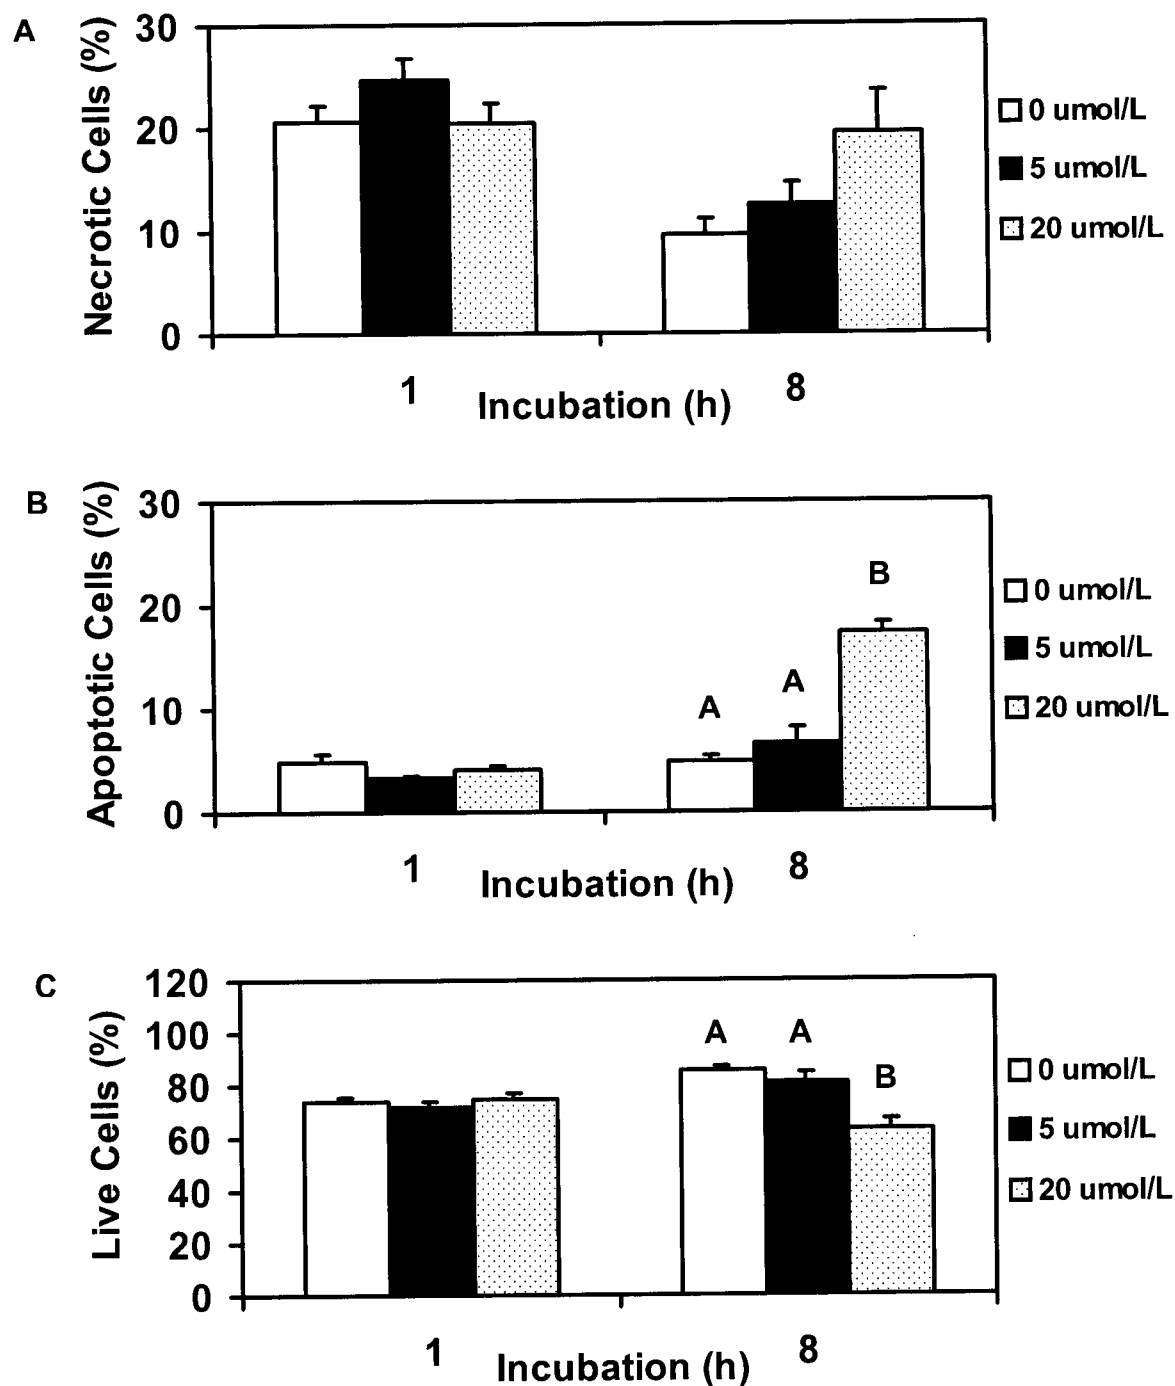 A
Necrotic Cells (%)
30
20
10
0
1
8
Incubation (h)
0 umol/L
5 umol/L
20 umol/L
B
Apoptotic Cells (%)
30
20
10
0
A
A
B
1
8
Incubation (h)
0 umol/L
5 umol/L
20 umol/L
C
Live Cells (%)
120
100
80
60
40
20
0
A
A
B
1
8
Incubation (h)
0 umol/L
5 umol/L
20 umol/L